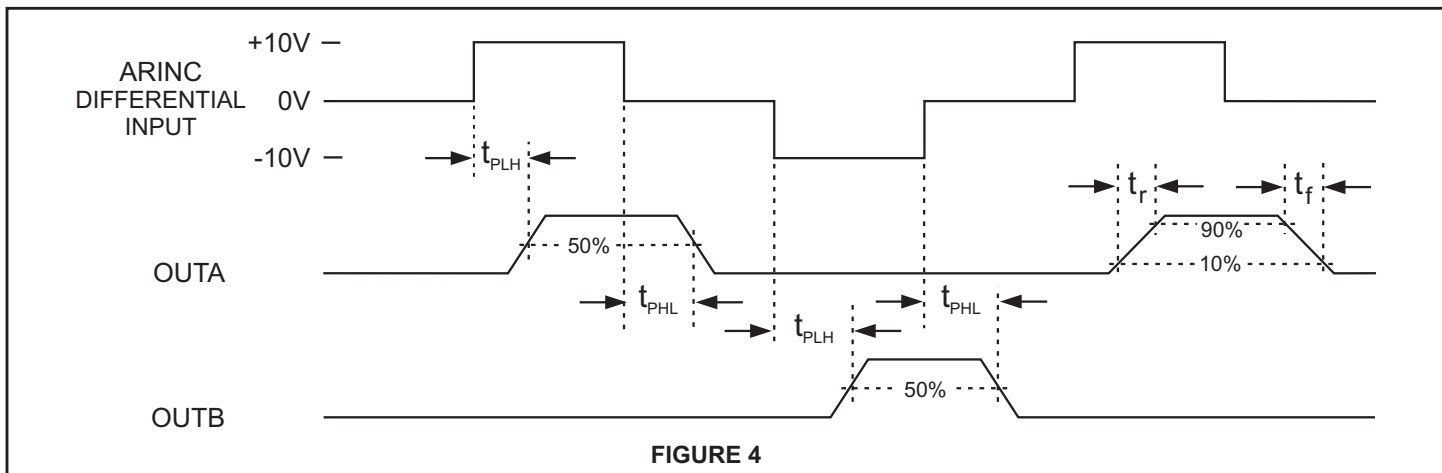 +10V
ARINC
DIFFERENTIAL
INPUT
0V
-10V
tPLH
tr
tf
OUTA
50%
90%
10%
tPHL
tPLH
tPHL
OUTB
50%
FIGURE 4